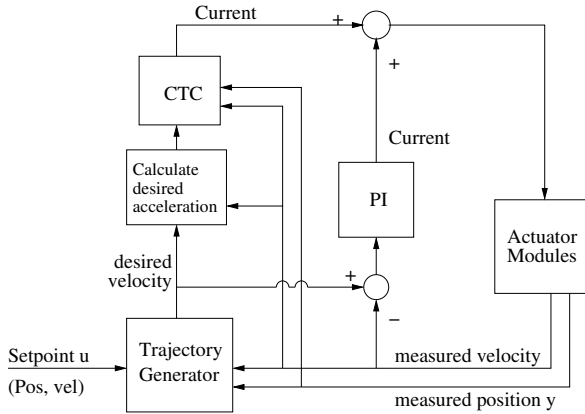 Current
+
+
CTC
Current
Calculate
desired
acceleration
PI
Actuator
Modules
desired
velocity
+
−
Setpoint u
(Pos, vel)
Trajectory
Generator
measured velocity
measured position y